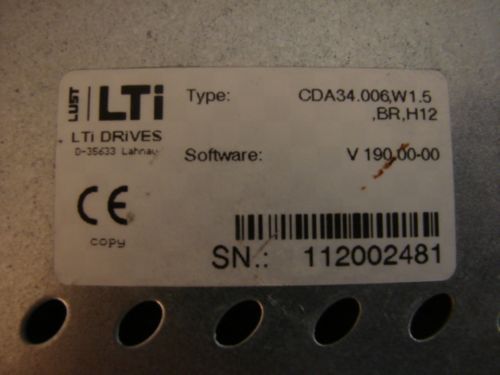 LUST LTi
LTi DRiVES
D-35633 Lahnau
Type: CDA34.006,W1.5
,BR,H12
Software: V 190.00-00
CE
copy
SN.: 112002481